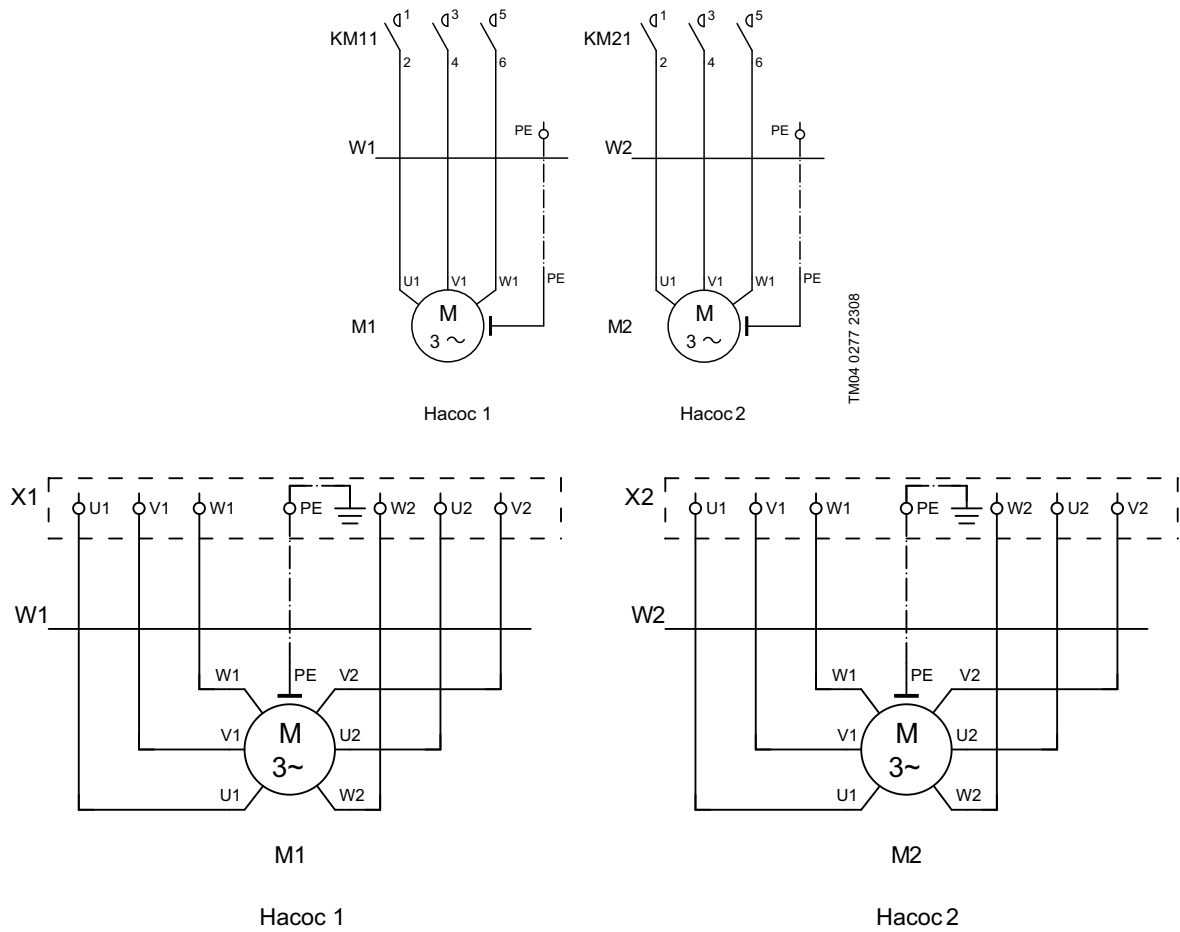 1 3 5 1 3 5
KM11 KM21
2 4 6 2 4 6
PE PE
W1 W2
U1 V1 W1 PE U1 V1 W1 PE
M M
M1 3 ~ M2 3 ~
TM04 0277 2308
Насос 1 Насос 2
X1 U1 V1 W1 PE W2 U2 V2 X2 U1 V1 W1 PE W2 U2 V2
W1 W2
W1 PE V2 W1 PE V2
V1 M U2 V1 M U2
3~ 3~
U1 W2 U1 W2
M1 M2
Насос 1 Насос 2